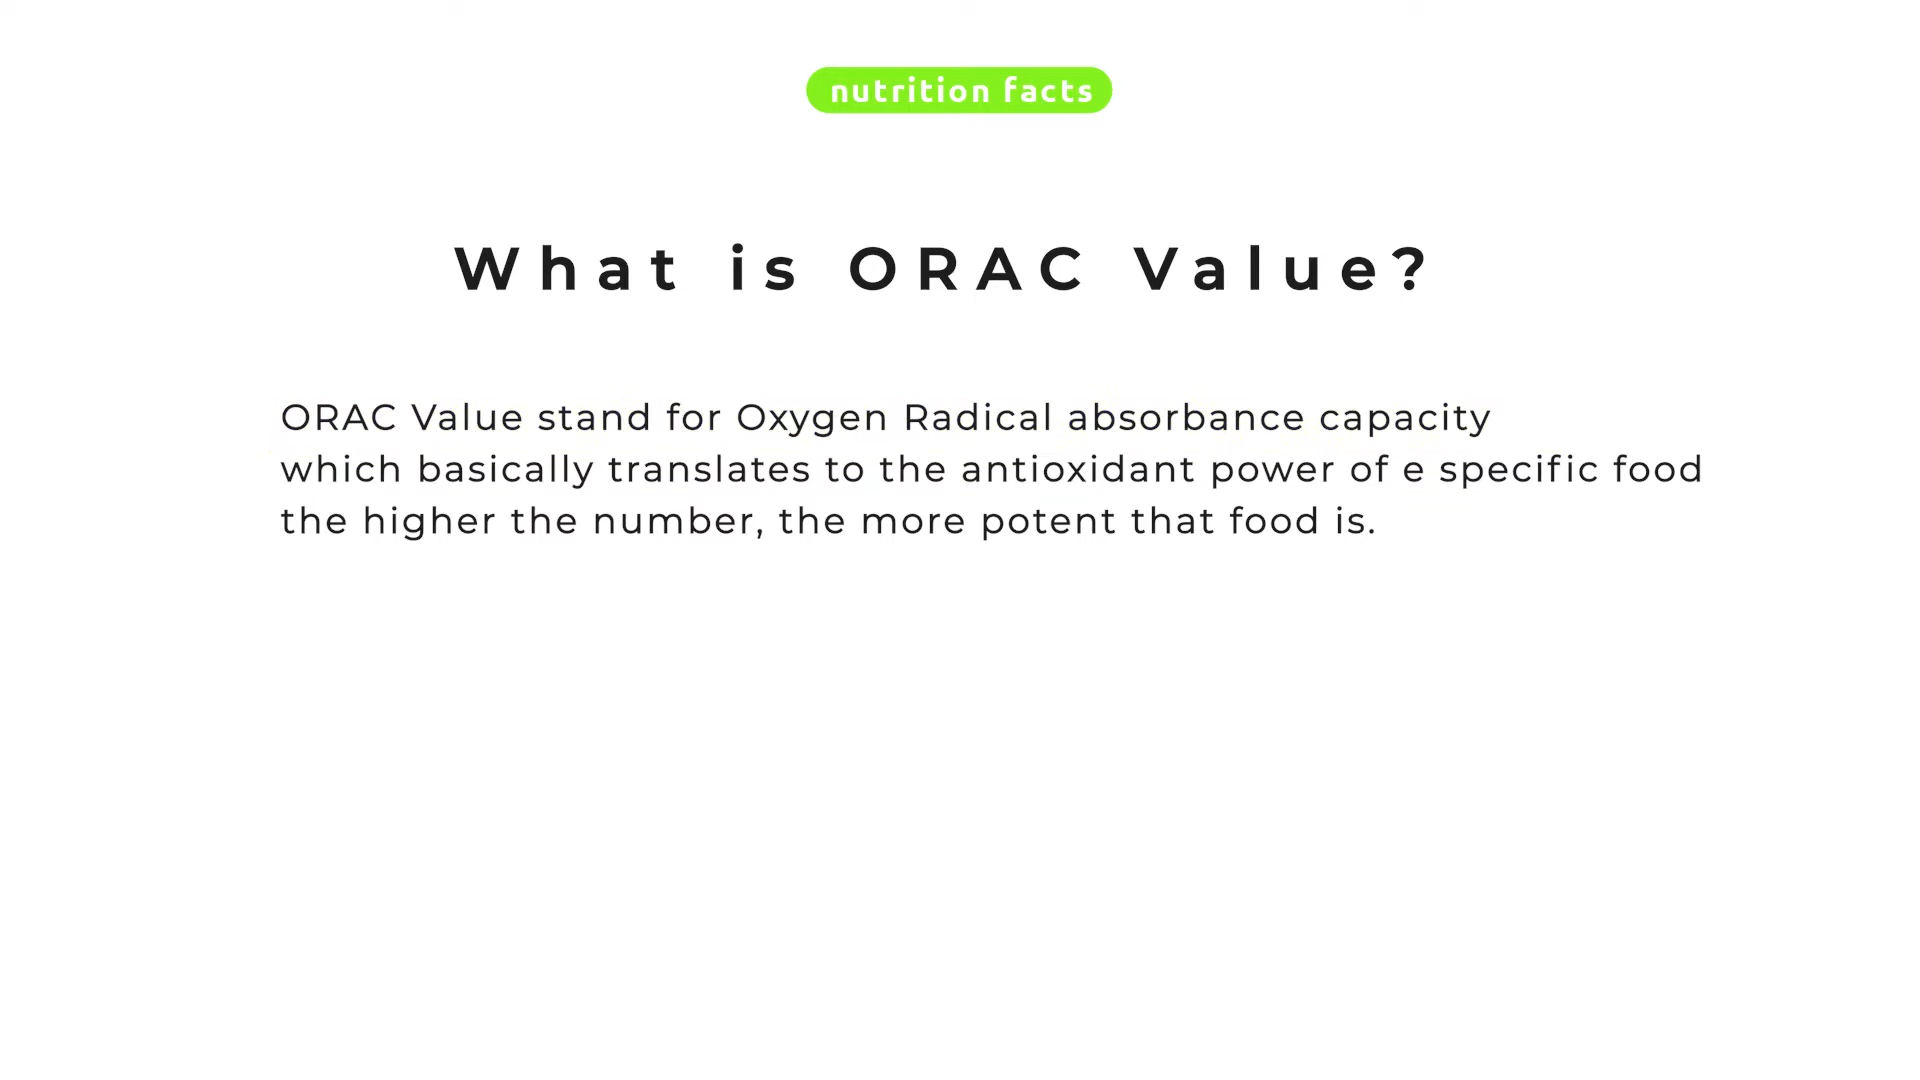 nutrition facts
What is ORAC Value?
ORAC Value stand for Oxygen Radical absorbance capacity
which basically translates to the antioxidant power of e specific food
the higher the number, the more potent that food is.